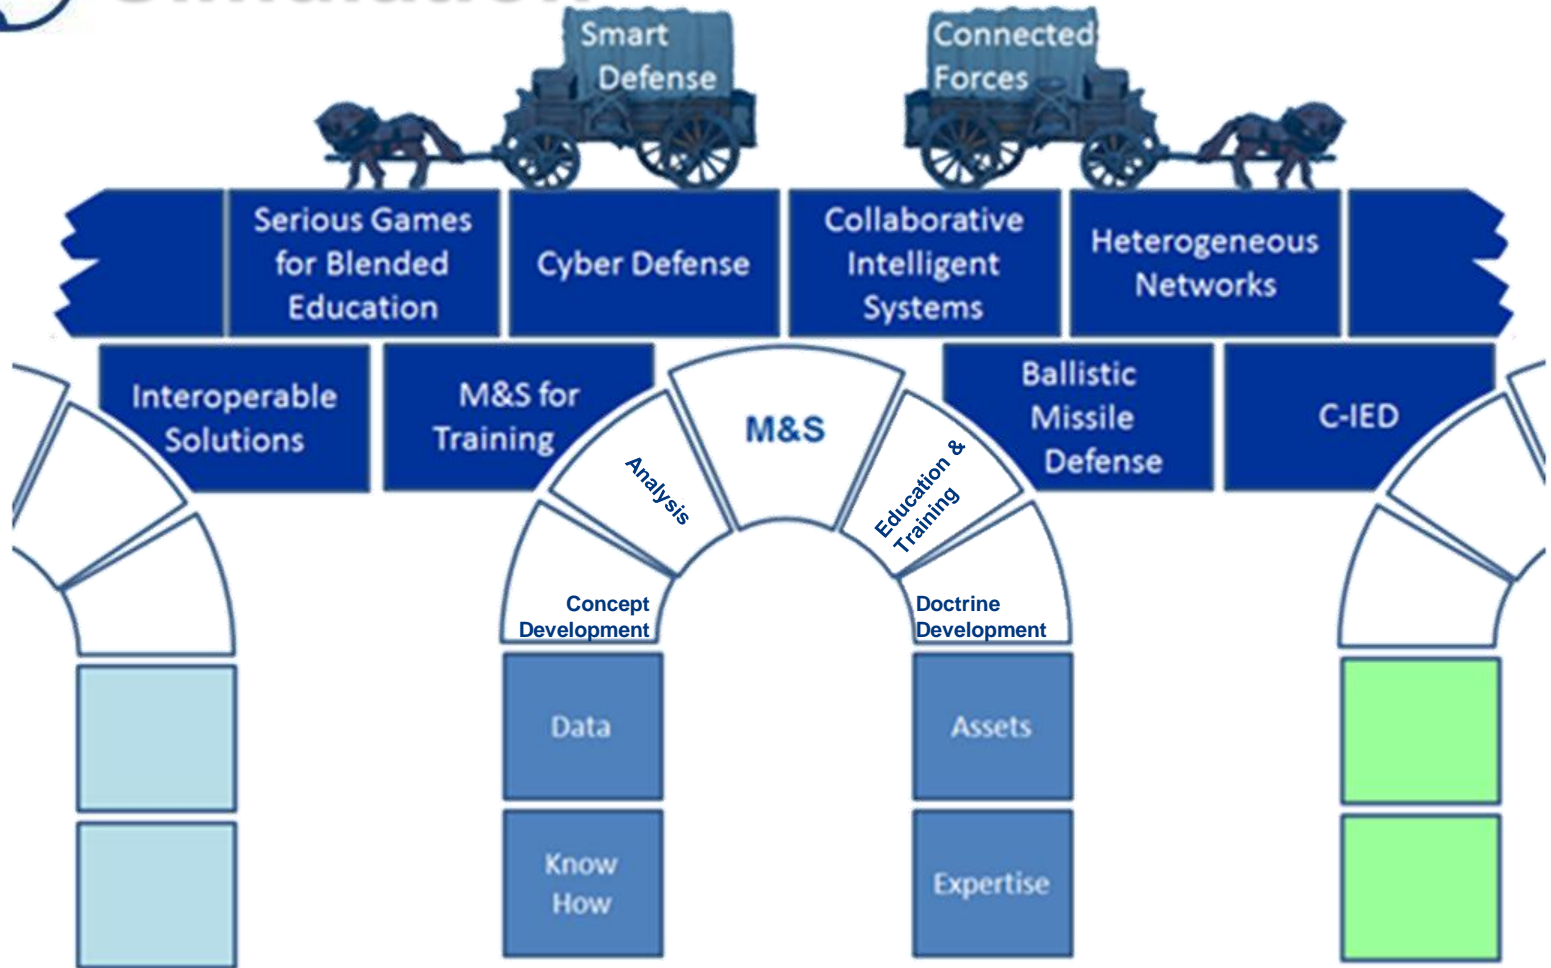 Smart
Defense
Connected
Forces
Serious Games
for Blended
Education
Cyber Defense
Collaborative
Intelligent
Systems
Heterogeneous
Networks
Interoperable
Solutions
M&S for
Training
M&S
Ballistic
Missile
Defense
C-IED
Analysis
Education &
Training
Concept
Development
Doctrine
Development
Data
Assets
Know
How
Expertise